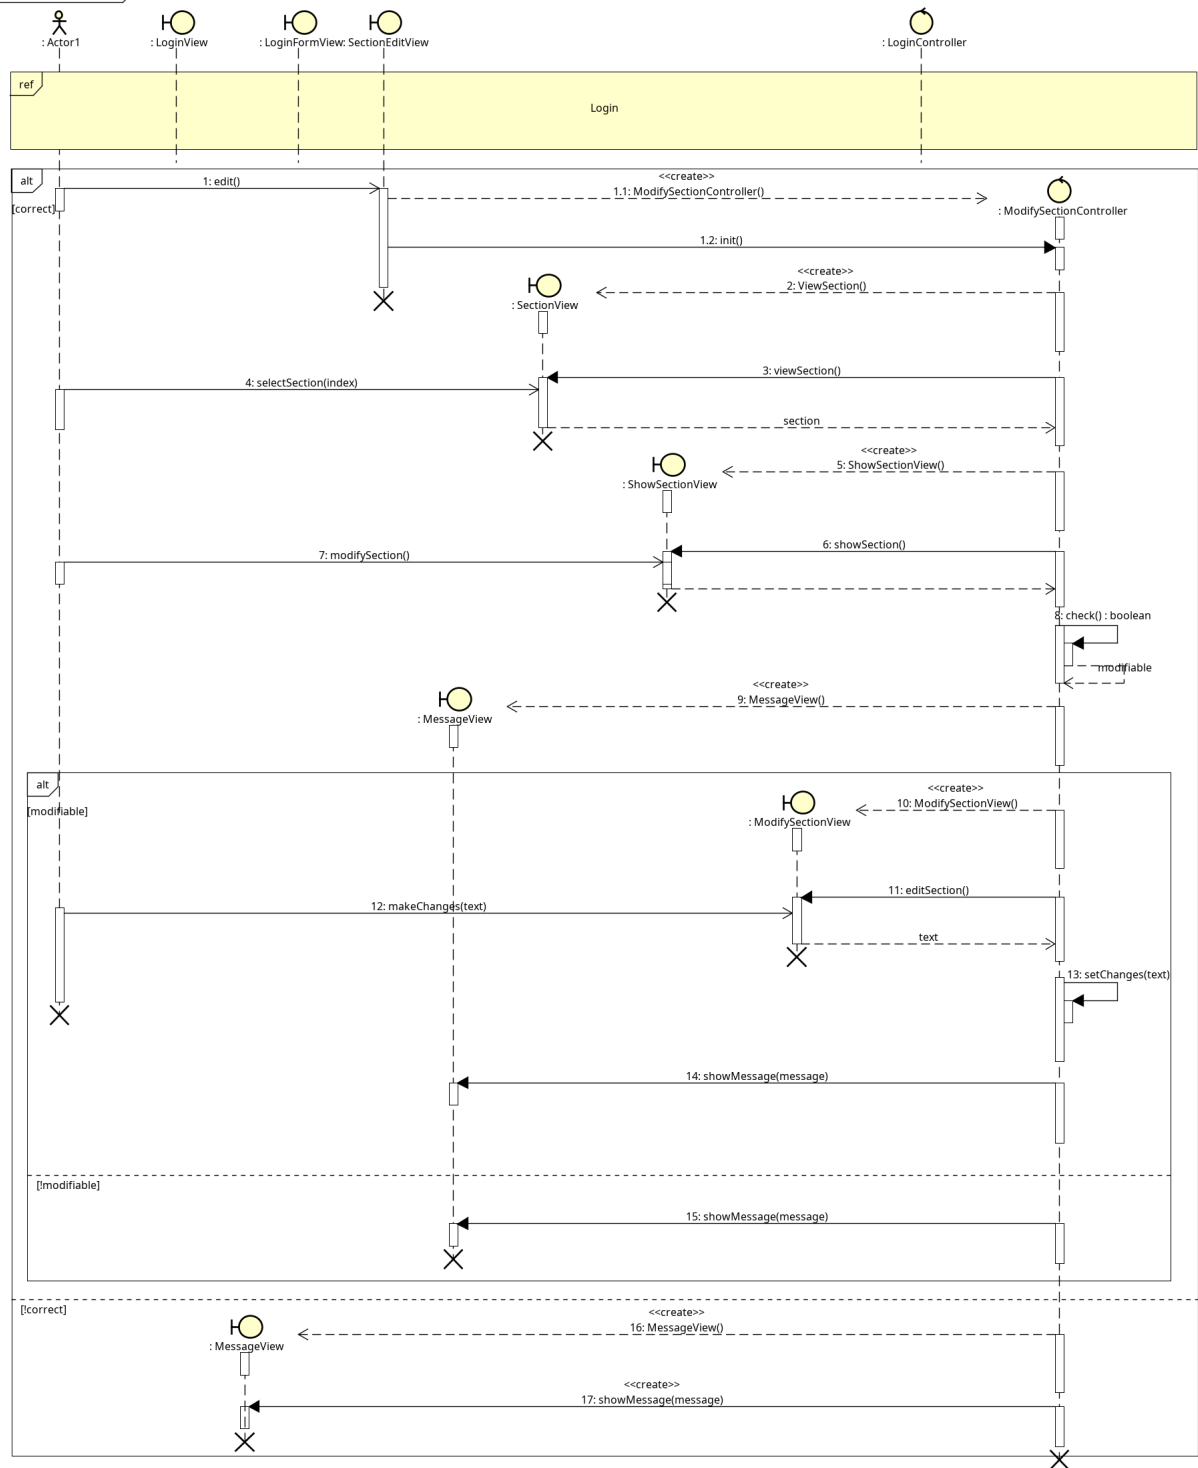 : Actor1
: LoginView
: LoginFormView
: SectionEditView
: LoginController
ref
Login
alt
[correct]
1: edit()
<<create>>
1.1: ModifySectionController()
: ModifySectionController
1.2: init()
<<create>>
2: ViewSection()
: SectionView
3: viewSection()
4: selectSection(index)
section
<<create>>
5: ShowSectionView()
: ShowSectionView
6: showSection()
7: modifySection()
8: check() : boolean
modifiable
<<create>>
9: MessageView()
: MessageView
alt
[modifiable]
<<create>>
10: ModifySectionView()
: ModifySectionView
11: editSection()
12: makeChanges(text)
text
13: setChanges(text)
14: showMessage(message)
[!modifiable]
15: showMessage(message)
[!correct]
<<create>>
16: MessageView()
: MessageView
<<create>>
17: showMessage(message)